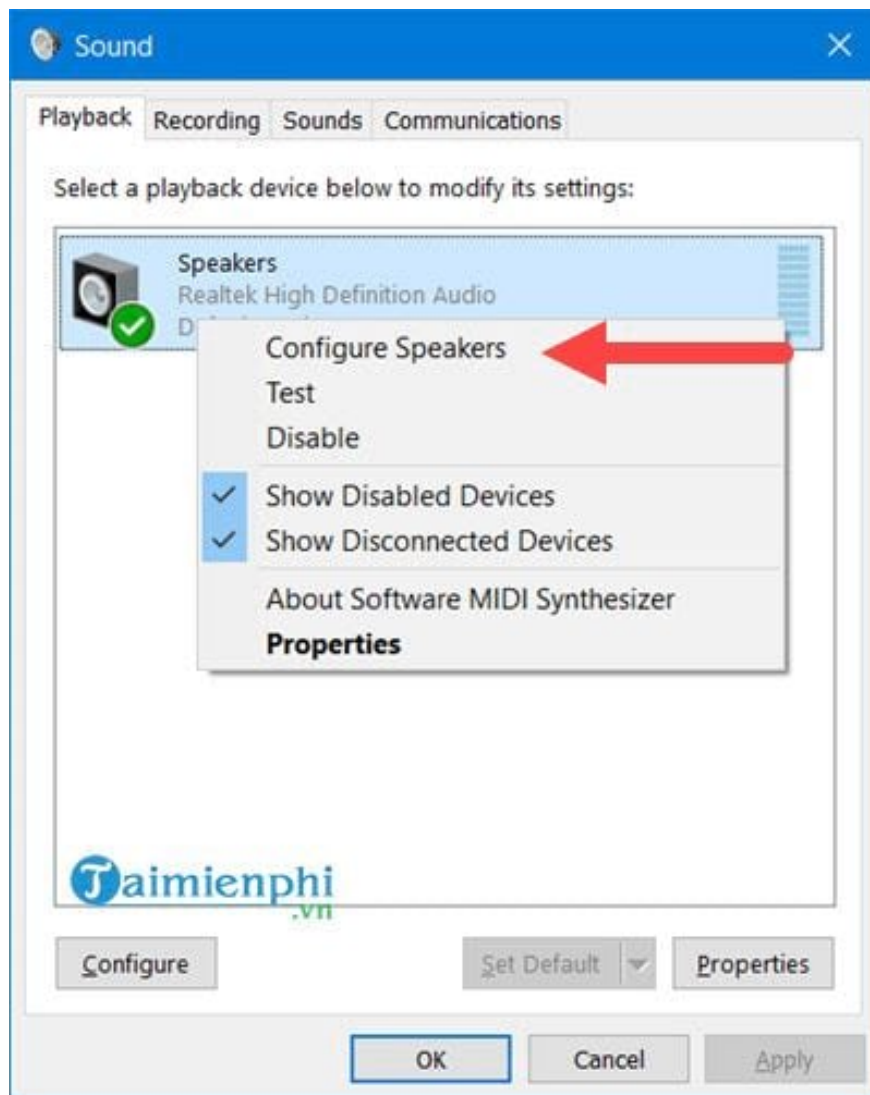 Sound
Playback Recording Sounds Communications
Select a playback device below to modify its settings:
Speakers
Realtek High Definition Audio
Configure Speakers
Test
Disable
Show Disabled Devices
Show Disconnected Devices
About Software MIDI Synthesizer
Properties
Taimienphi
.vn
Configure Set Default Properties
OK Cancel Apply